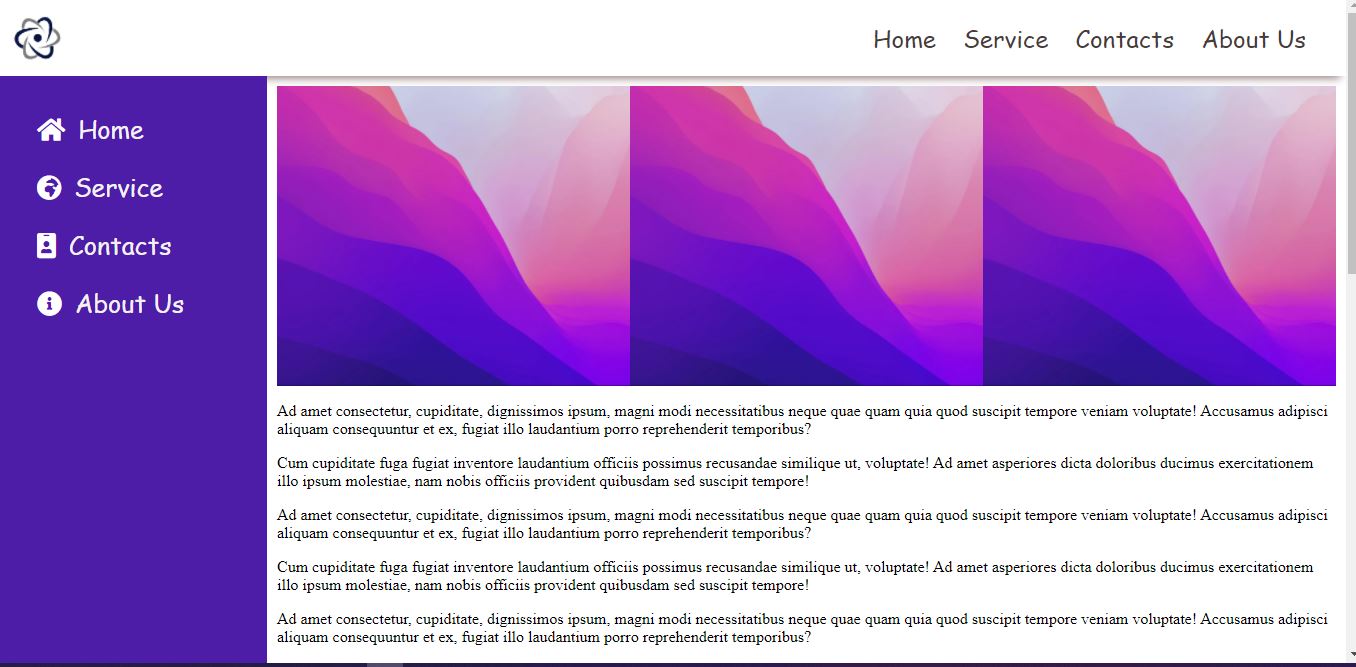 Home Service Contacts About Us
Home
Service
Contacts
About Us
Ad amet consectetur, cupiditate, dignissimos ipsum, magni modi necessitatibus neque quae quam quia quod suscipit tempore veniam voluptate! Accusamus adipisci
aliquam consequuntur et ex, fugiat illo laudantium porro reprehenderit temporibus?
Cum cupiditate fuga fugiat inventore laudantium officiis possimus recusandae similique ut, voluptate! Ad amet asperiores dicta doloribus ducimus exercitationem
illo ipsum molestiae, nam nobis officiis provident quibusdam sed suscipit tempore!
Ad amet consectetur, cupiditate, dignissimos ipsum, magni modi necessitatibus neque quae quam quia quod suscipit tempore veniam voluptate! Accusamus adipisci
aliquam consequuntur et ex, fugiat illo laudantium porro reprehenderit temporibus?
Cum cupiditate fuga fugiat inventore laudantium officiis possimus recusandae similique ut, voluptate! Ad amet asperiores dicta doloribus ducimus exercitationem
illo ipsum molestiae, nam nobis officiis provident quibusdam sed suscipit tempore!
Ad amet consectetur, cupiditate, dignissimos ipsum, magni modi necessitatibus neque quae quam quia quod suscipit tempore veniam voluptate! Accusamus adipisci
aliquam consequuntur et ex, fugiat illo laudantium porro reprehenderit temporibus?